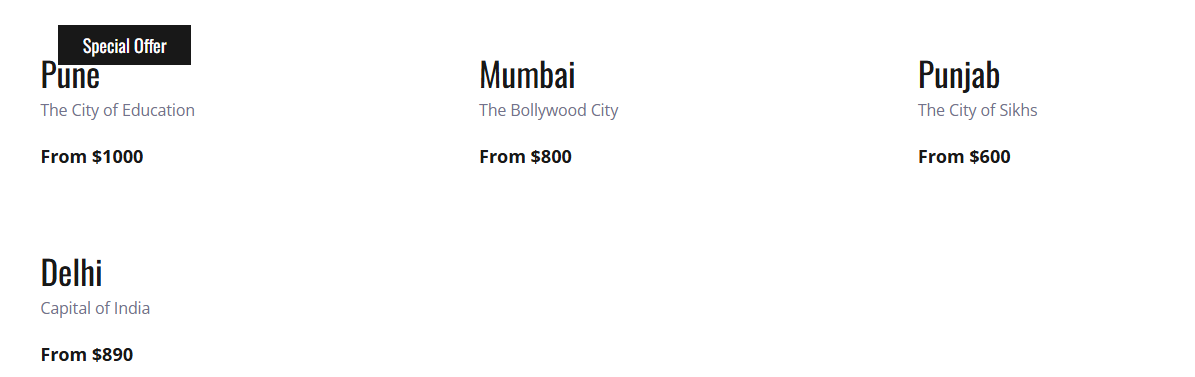 Special Offer
Pune
The City of Education
From $1000
Mumbai
The Bollywood City
From $800
Punjab
The City of Sikhs
From $600
Delhi
Capital of India
From $890